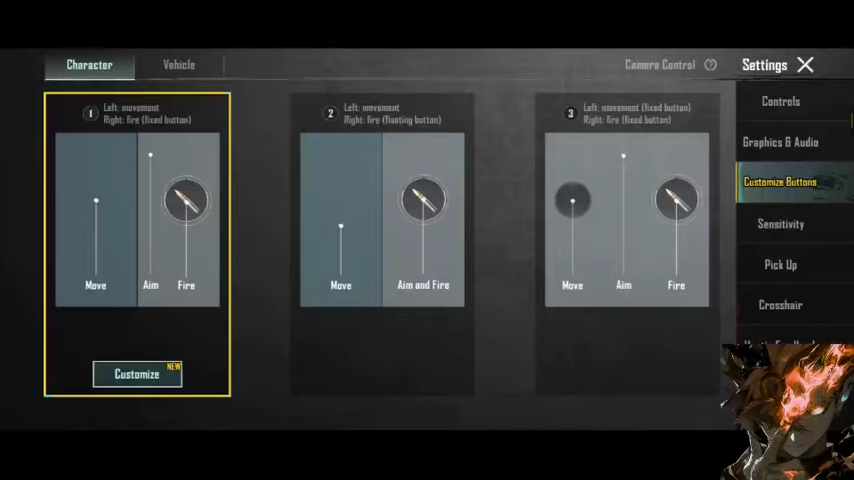 Character
Vehicle
Camera Control ?
Settings
1
Left: movement
Right: fire (fixed button)
Move
Aim
Fire
Customize
NEW
2
Left: movement
Right: fire (floating button)
Move
Aim and Fire
3
Left: movement (fixed button)
Right: fire (fixed button)
Move
Aim
Fire
Controls
Graphics & Audio
Customize Buttons
Sensitivity
Pick Up
Crosshair